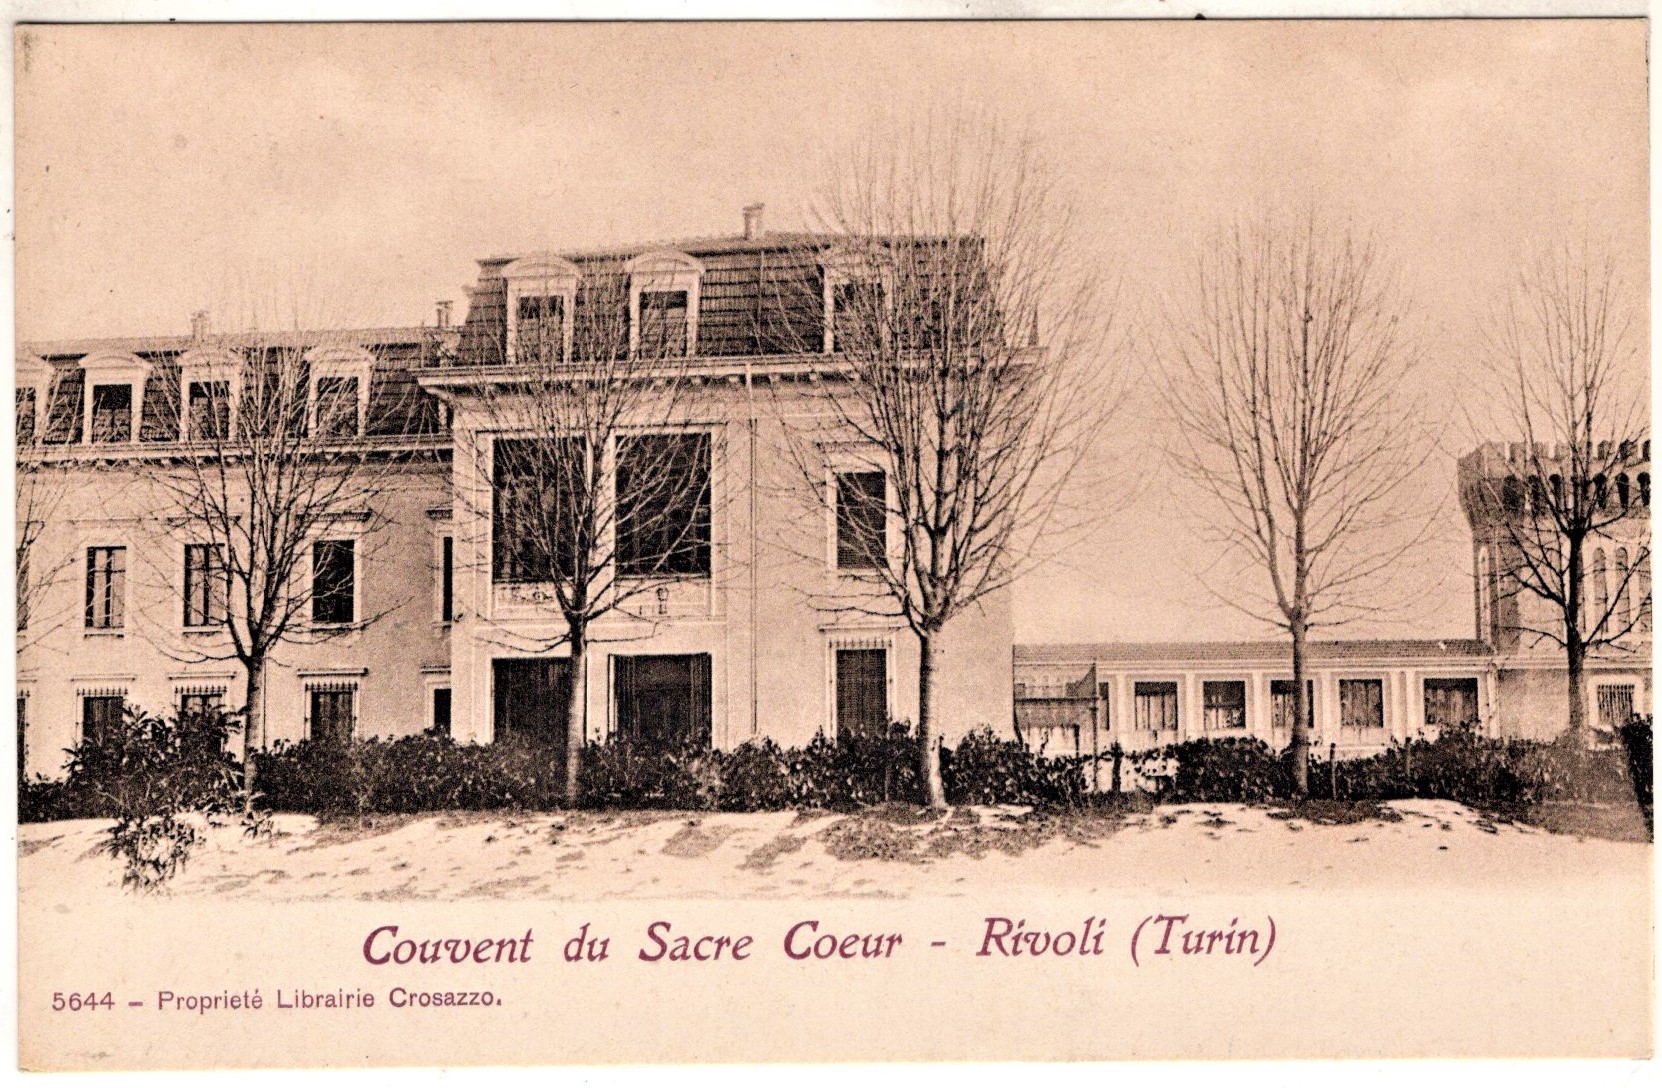 Couvent du Sacre Coeur - Rivoli (Turin)
5644 - Proprieté Librairie Crosazzo.